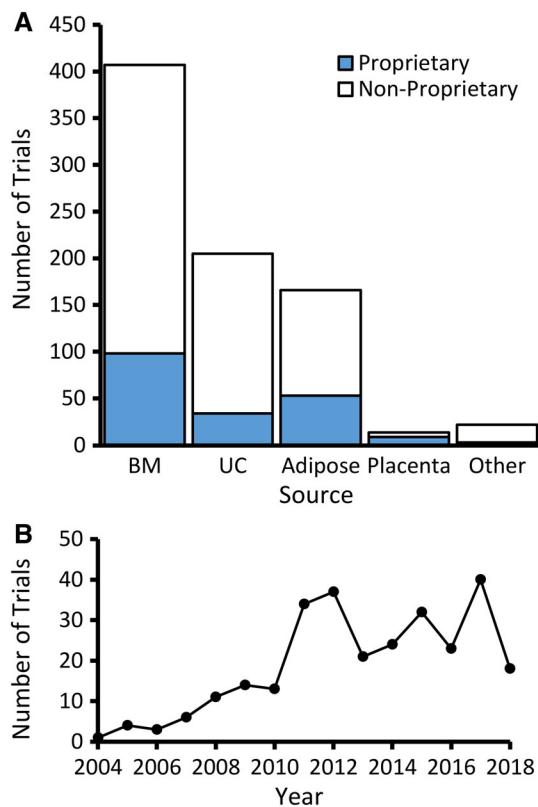 A
Number of Trials
450
400
350
300
250
200
150
100
50
0
Proprietary
Non-Proprietary
BM UC Adipose Placenta Other
Source
B
Number of Trials
50
40
30
20
10
0
2004 2006 2008 2010 2012 2014 2016 2018
Year